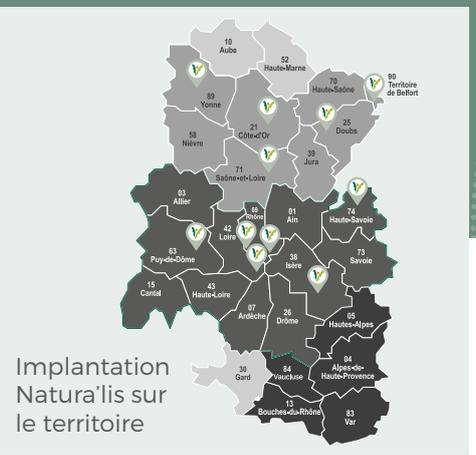 10
Aube
52
Haute-Marne
90
Territoire
de Belfort
70
Haute-Saône
89
Yonne
21
Côte-d'Or
25
Doubs
58
Nièvre
39
Jura
71
Saône-et-Loire
03
Allier
69
Rhône
01
Ain
74
Haute-Savoie
42
Loire
63
Puy-de-Dôme
38
Isère
73
Savoie
15
Cantal
43
Haute-Loire
07
Ardèche
26
Drôme
05
Hautes-Alpes
04
Alpes-de-
Haute-Provence
30
Gard
84
Vaucluse
13
Bouches-du-Rhône
83
Var
Implantation
Natura'lis sur
le territoire